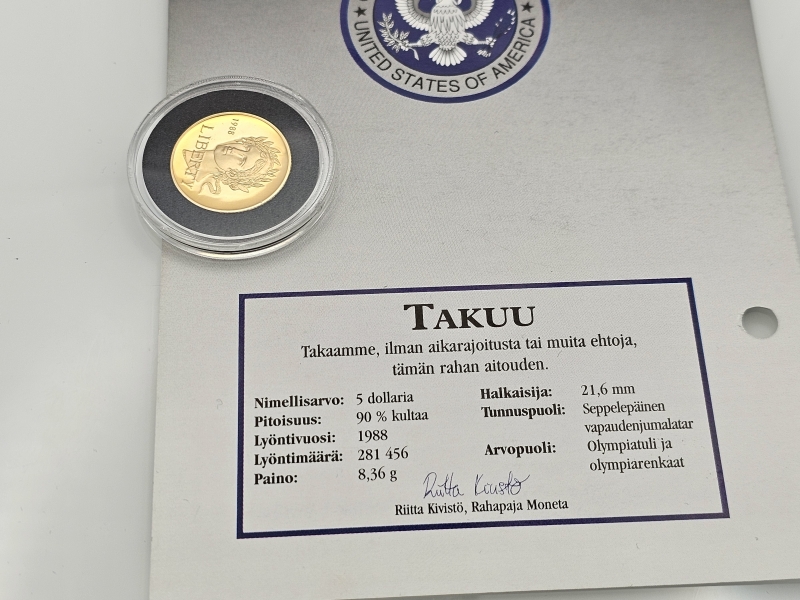 UNITED STATES OF AMERICA
1988
LIBERTY
TAKUU
Takaamme, ilman aikarajoitusta tai muita ehtoja,
tämän rahan aitouden.
Nimellisarvo: 5 dollaria
Pitoisuus: 90 % kultaa
Lyöntivuosi: 1988
Lyöntimäärä: 281 456
Paino: 8,36 g
Halkaisija: 21,6 mm
Tunnuspuoli: Seppelepäinen
vapaudenjumalatar
Arvopuoli: Olympiatuli ja
olympiarenkaat
Riitta Kivistö
Riitta Kivistö, Rahapaja Moneta